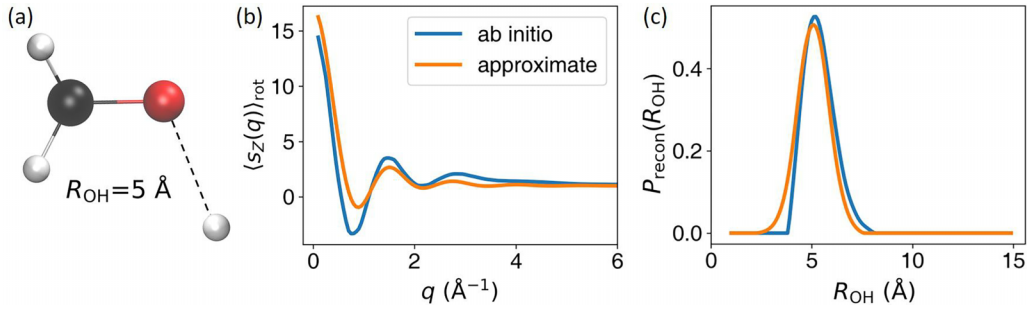 (a)
R_OH=5 Å
(b)
⟨s_Z(q)⟩_rot
15
10
5
0
ab initio
approximate
0
2
4
6
q (Å⁻¹)
(c)
P_recon(R_OH)
0.4
0.2
0.0
0
5
10
15
R_OH (Å)